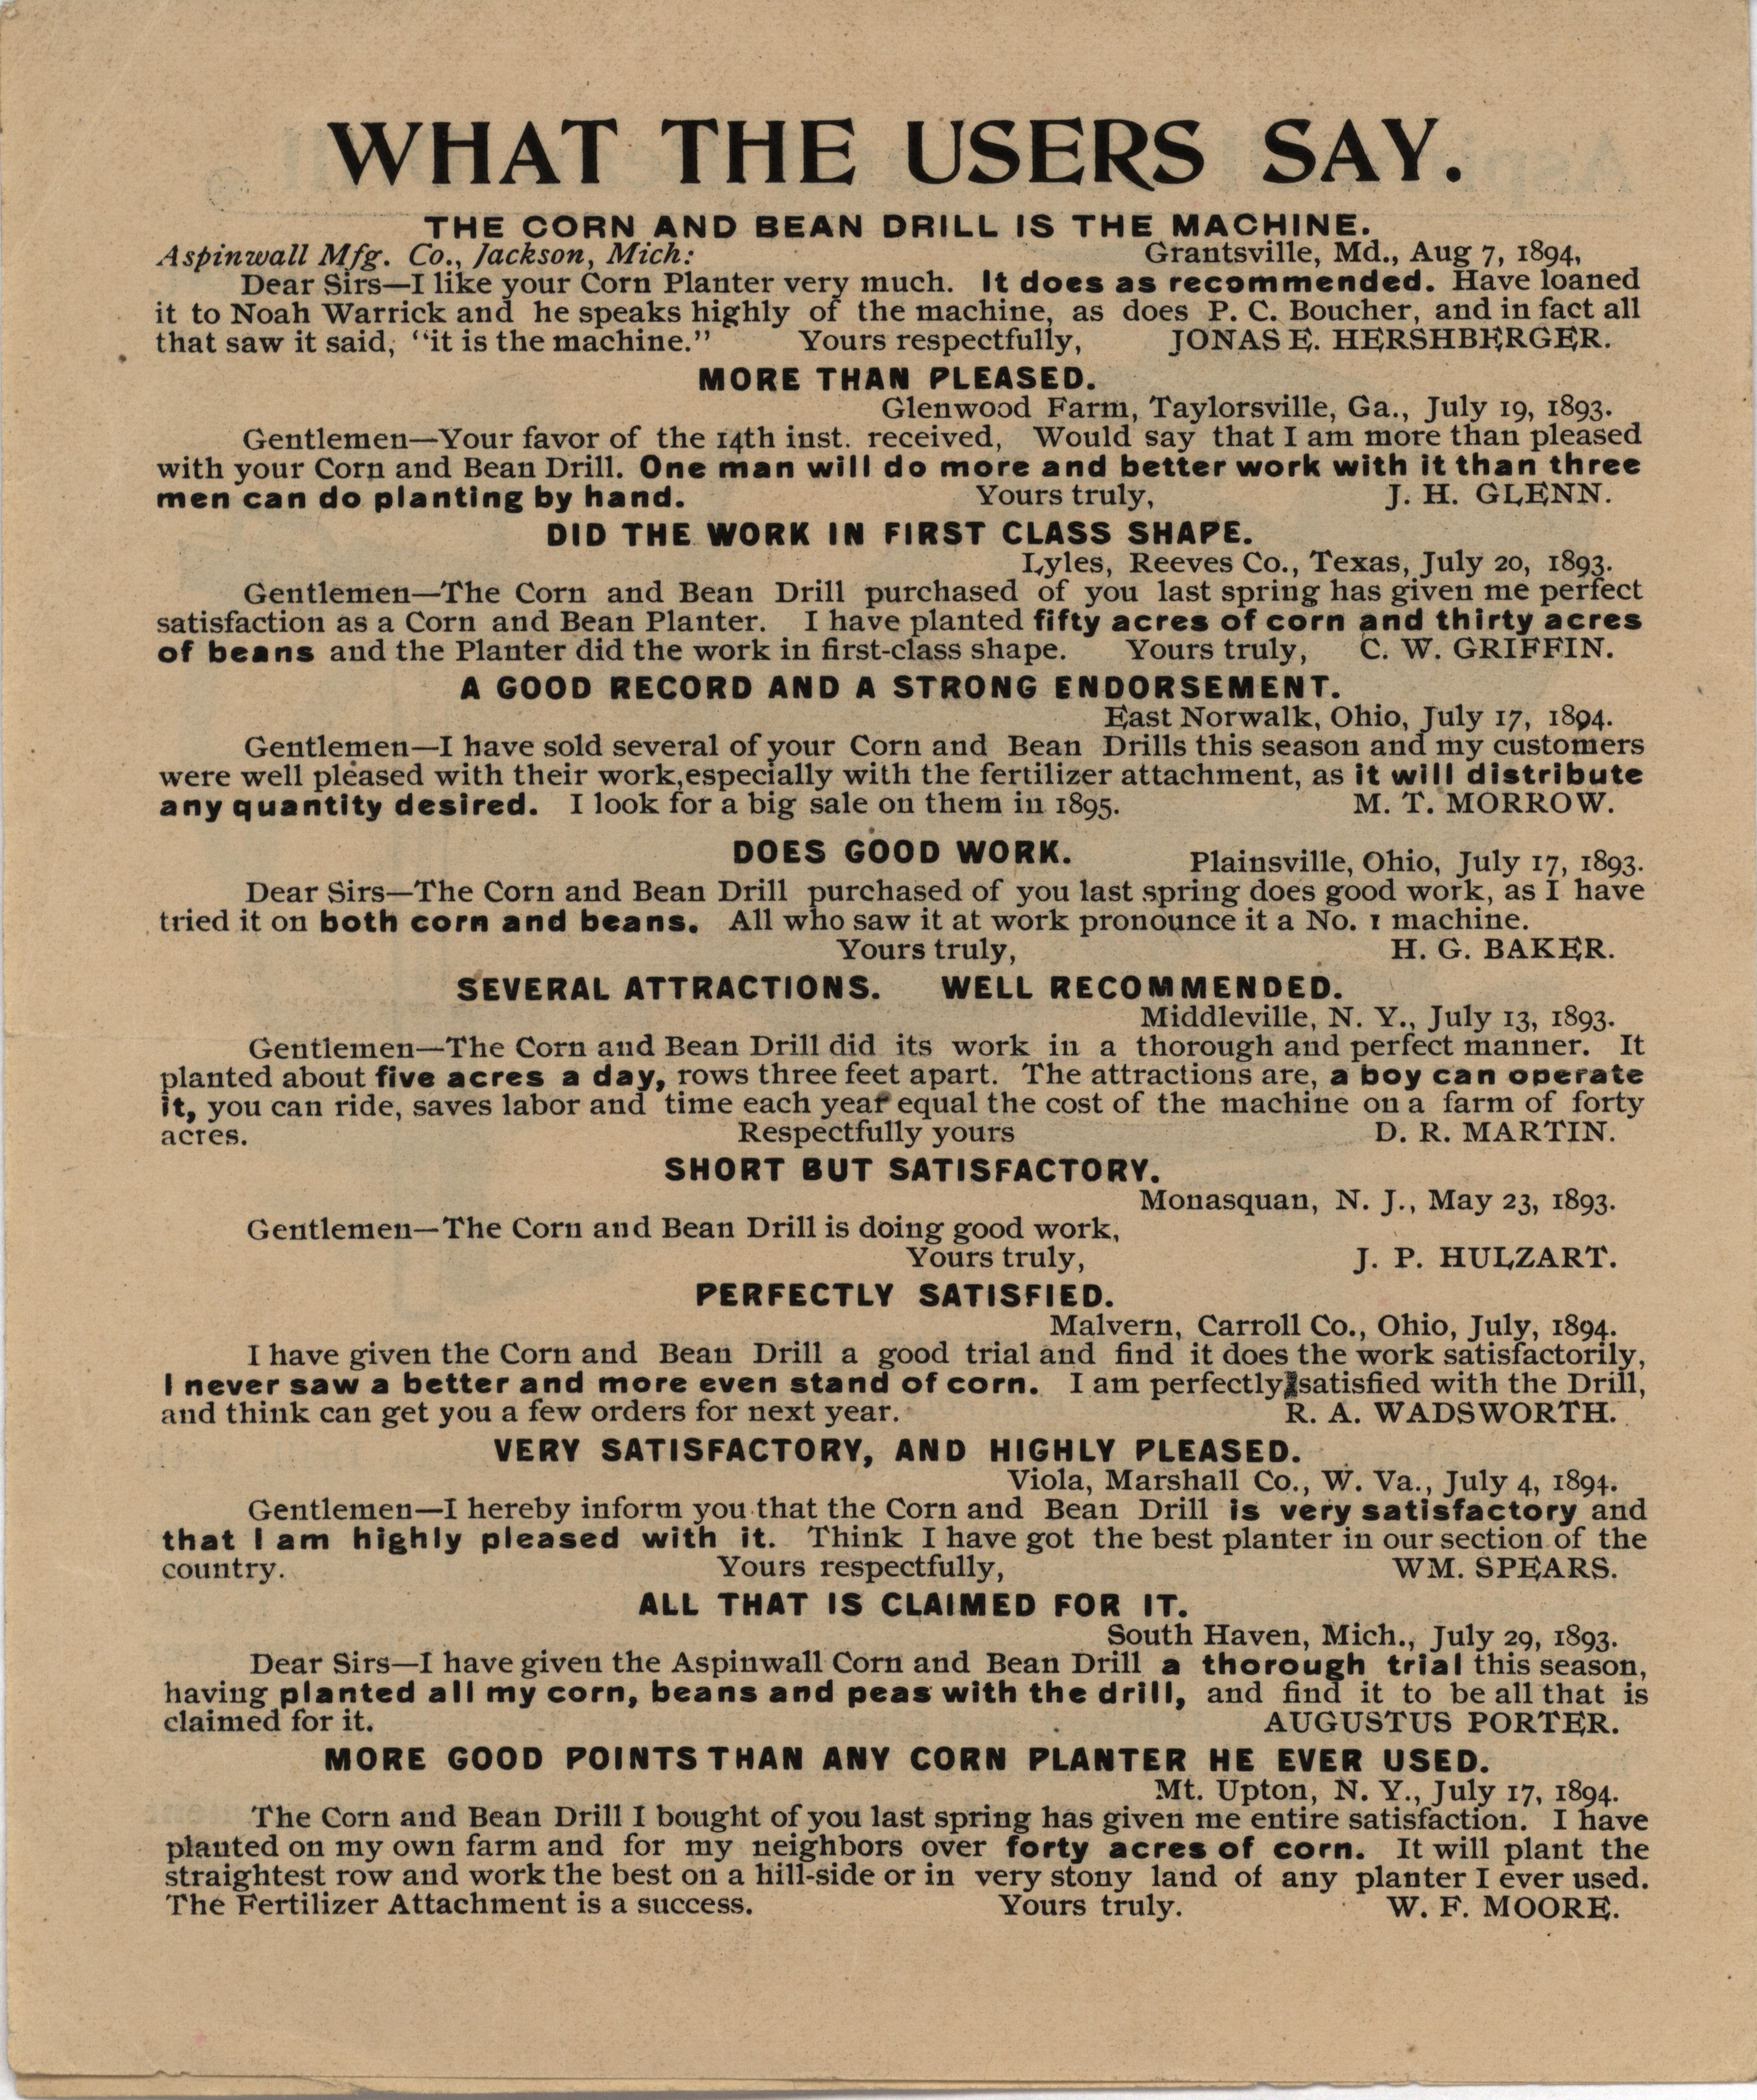 WHAT THE USERS SAY.
THE CORN AND BEAN DRILL IS THE MACHINE.
Aspinwall Mfg. Co., Jackson, Mich: Grantsville, Md., Aug 7, 1894,
Dear Sirs—I like your Corn Planter very much. It does as recommended. Have loaned
it to Noah Warrick and he speaks highly of the machine, as does P. C. Boucher, and in fact all
that saw it said, "it is the machine." Yours respectfully, JONAS E. HERSHBERGER.
MORE THAN PLEASED.
Glenwood Farm, Taylorsville, Ga., July 19, 1893.
Gentlemen—Your favor of the 14th inst. received, Would say that I am more than pleased
with your Corn and Bean Drill. One man will do more and better work with it than three
men can do planting by hand. Yours truly, J. H. GLENN.
DID THE WORK IN FIRST CLASS SHAPE.
Lyles, Reeves Co., Texas, July 20, 1893.
Gentlemen—The Corn and Bean Drill purchased of you last spring has given me perfect
satisfaction as a Corn and Bean Planter. I have planted fifty acres of corn and thirty acres
of beans and the Planter did the work in first-class shape. Yours truly, C. W. GRIFFIN.
A GOOD RECORD AND A STRONG ENDORSEMENT.
East Norwalk, Ohio, July 17, 1894.
Gentlemen—I have sold several of your Corn and Bean Drills this season and my customers
were well pleased with their work,especially with the fertilizer attachment, as it will distribute
any quantity desired. I look for a big sale on them in 1895. M. T. MORROW.
DOES GOOD WORK. Plainsville, Ohio, July 17, 1893.
Dear Sirs—The Corn and Bean Drill purchased of you last spring does good work, as I have
tried it on both corn and beans. All who saw it at work pronounce it a No. 1 machine.
Yours truly, H. G. BAKER.
SEVERAL ATTRACTIONS. WELL RECOMMENDED.
Middleville, N. Y., July 13, 1893.
Gentlemen—The Corn and Bean Drill did its work in a thorough and perfect manner. It
planted about five acres a day, rows three feet apart. The attractions are, a boy can operate
it, you can ride, saves labor and time each year equal the cost of the machine on a farm of forty
acres. Respectfully yours D. R. MARTIN.
SHORT BUT SATISFACTORY.
Monasquan, N. J., May 23, 1893.
Gentlemen—The Corn and Bean Drill is doing good work,
Yours truly, J. P. HULZART.
PERFECTLY SATISFIED.
Malvern, Carroll Co., Ohio, July, 1894.
I have given the Corn and Bean Drill a good trial and find it does the work satisfactorily,
I never saw a better and more even stand of corn. I am perfectly satisfied with the Drill,
and think can get you a few orders for next year. R. A. WADSWORTH.
VERY SATISFACTORY, AND HIGHLY PLEASED.
Viola, Marshall Co., W. Va., July 4, 1894.
Gentlemen—I hereby inform you that the Corn and Bean Drill is very satisfactory and
that I am highly pleased with it. Think I have got the best planter in our section of the
country. Yours respectfully, WM. SPEARS.
ALL THAT IS CLAIMED FOR IT.
South Haven, Mich., July 29, 1893.
Dear Sirs—I have given the Aspinwall Corn and Bean Drill a thorough trial this season,
having planted all my corn, beans and peas with the drill, and find it to be all that is
claimed for it. AUGUSTUS PORTER.
MORE GOOD POINTS THAN ANY CORN PLANTER HE EVER USED.
Mt. Upton, N. Y., July 17, 1894.
The Corn and Bean Drill I bought of you last spring has given me entire satisfaction. I have
planted on my own farm and for my neighbors over forty acres of corn. It will plant the
straightest row and work the best on a hill-side or in very stony land of any planter I ever used.
The Fertilizer Attachment is a success. Yours truly. W. F. MOORE.